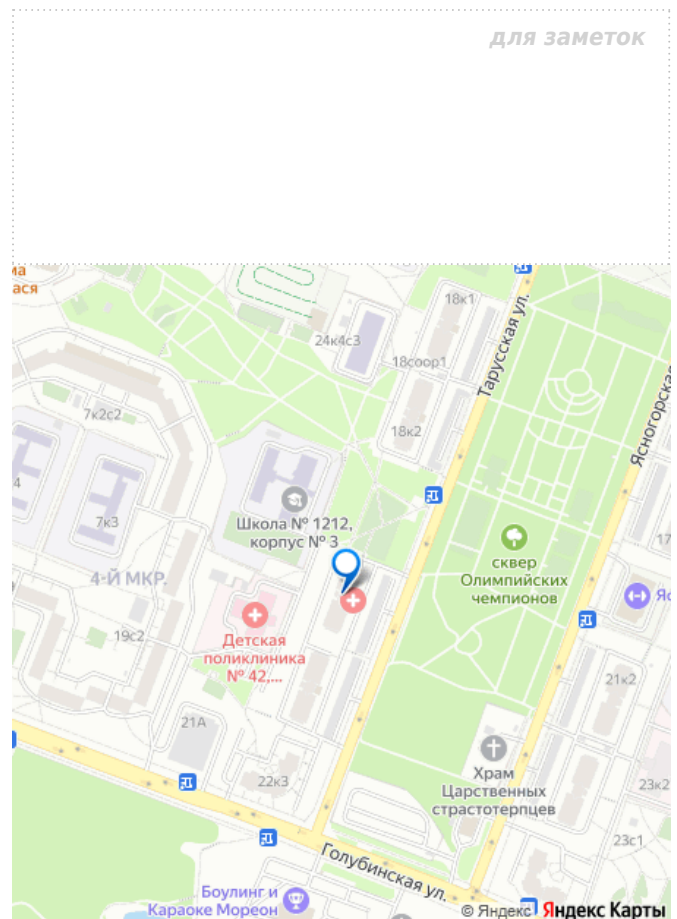 для заметок
ма
ася
18к1
Тарусская ул.
24к4с3
18соор1
Ясногорская
7к2с2
18к2
4
Школа № 1212,
корпус № 3
7к3
сквер
Олимпийских
чемпионов
17
4-Й МКР.
Яс
19с2
Детская
поликлиника
№ 42,...
21к2
21А
Храм
Царственных
страстотерпцев
22к3
23к2
23с1
Голубинская ул.
Боулинг и
Караоке Мореон
© Яндекс Яндекс Карты